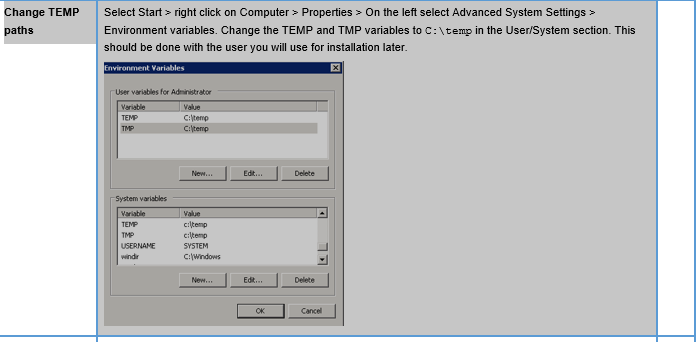 Change TEMP paths
Select Start > right click on Computer > Properties > On the left select Advanced System Settings >
Environment variables. Change the TEMP and TMP variables to C:\temp in the User/System section. This
should be done with the user you will use for installation later.
Environment Variables
User variables for Administrator
Variable Value
TEMP C:\temp
TMP C:\temp
New... Edit... Delete
System variables
Variable Value
TEMP c:\temp
TMP c:\temp
USERNAME SYSTEM
windir C:\Windows
New... Edit... Delete
OK Cancel